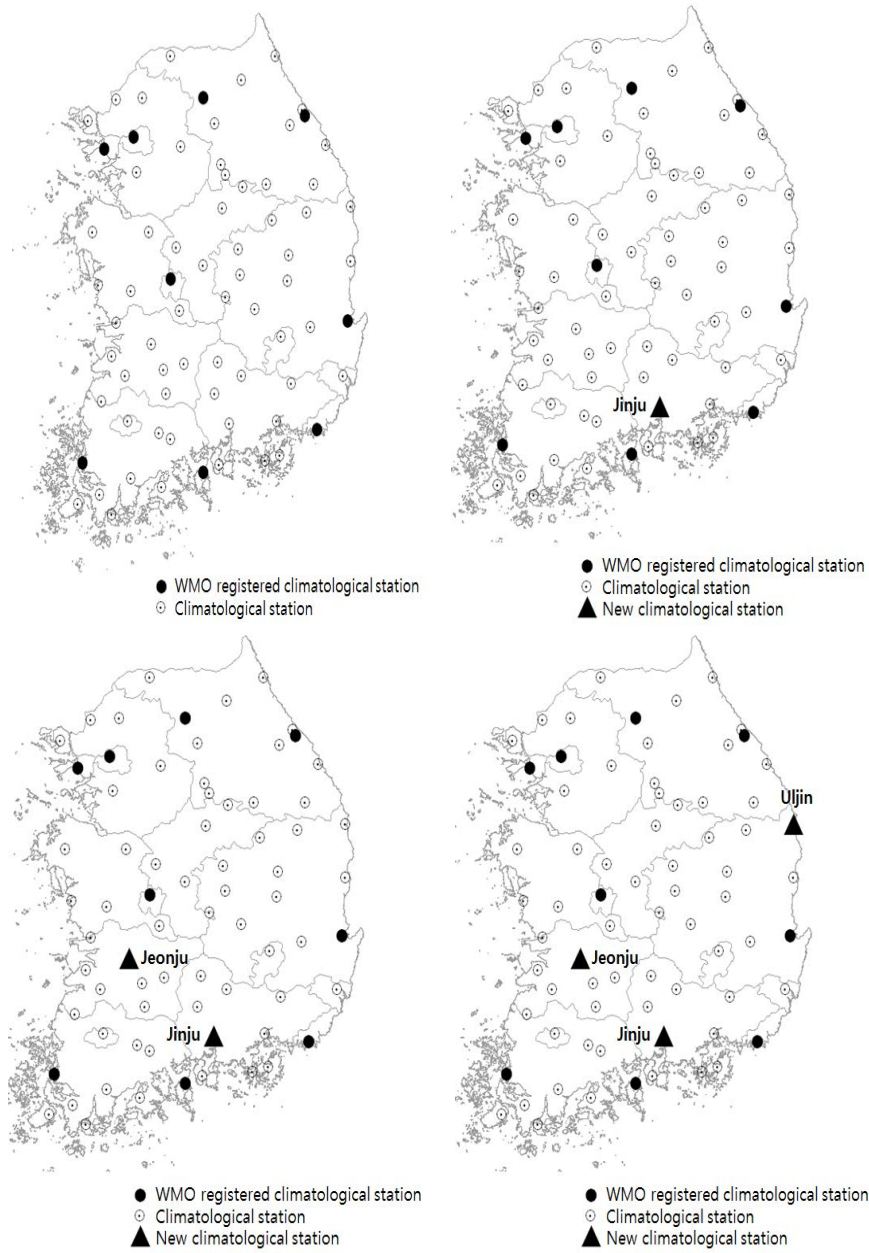 WMO registered climatological station
Climatological station
Jinju
WMO registered climatological station
Climatological station
New climatological station
Jeonju
Jinju
WMO registered climatological station
Climatological station
New climatological station
Uljin
Jeonju
Jinju
WMO registered climatological station
Climatological station
New climatological station